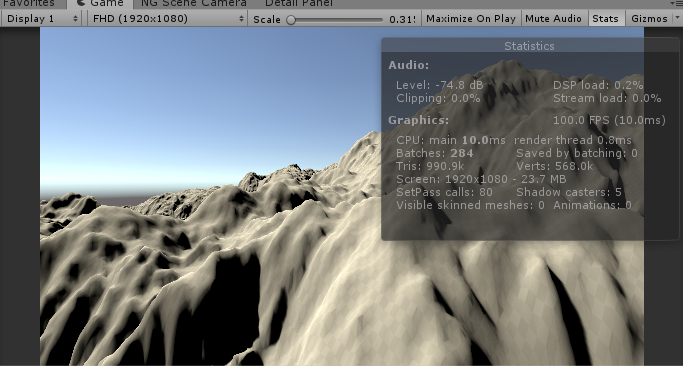 Favorites Game NG Scene Camera Detail Panel
Display 1 FHD (1920x1080) Scale 0.31 Maximize On Play Mute Audio Stats Gizmos
Statistics
Audio:
Level: -74.8 dB DSP load: 0.2%
Clipping: 0.0% Stream load: 0.0%
Graphics: 100.0 FPS (10.0ms)
CPU: main 10.0ms render thread 0.8ms
Batches: 284 Saved by batching: 0
Tris: 990.9k Verts: 568.0k
Screen: 1920x1080 - 23.7 MB
SetPass calls: 80 Shadow casters: 5
Visible skinned meshes: 0 Animations: 0